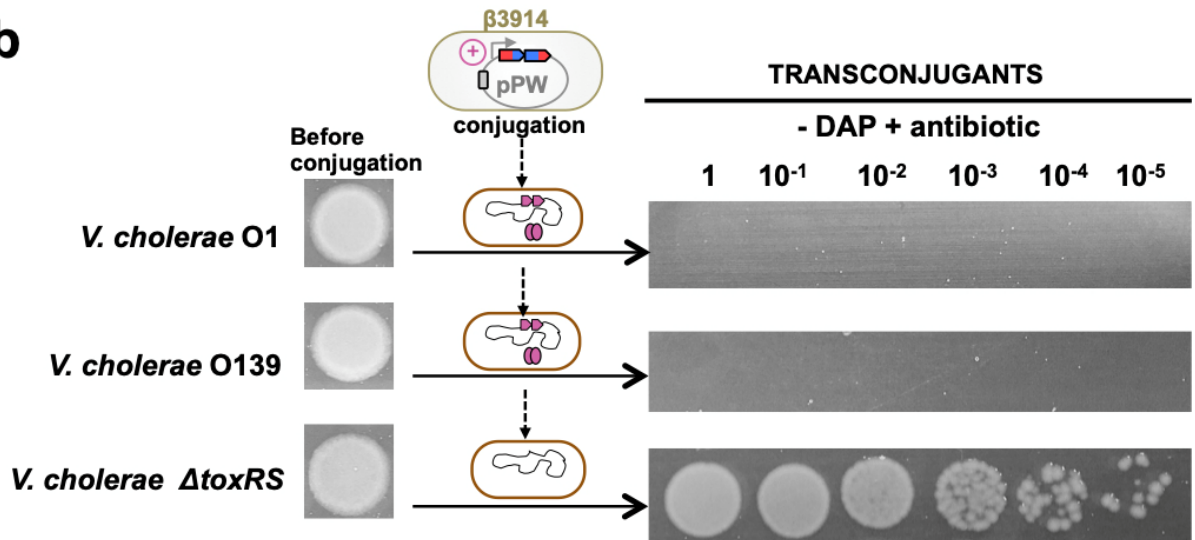 b
β3914
+
pPW
conjugation
TRANSCONJUGANTS
- DAP + antibiotic
Before
conjugation
1 10⁻¹ 10⁻² 10⁻³ 10⁻⁴ 10⁻⁵
V. cholerae O1
V. cholerae O139
V. cholerae ΔtoxRS